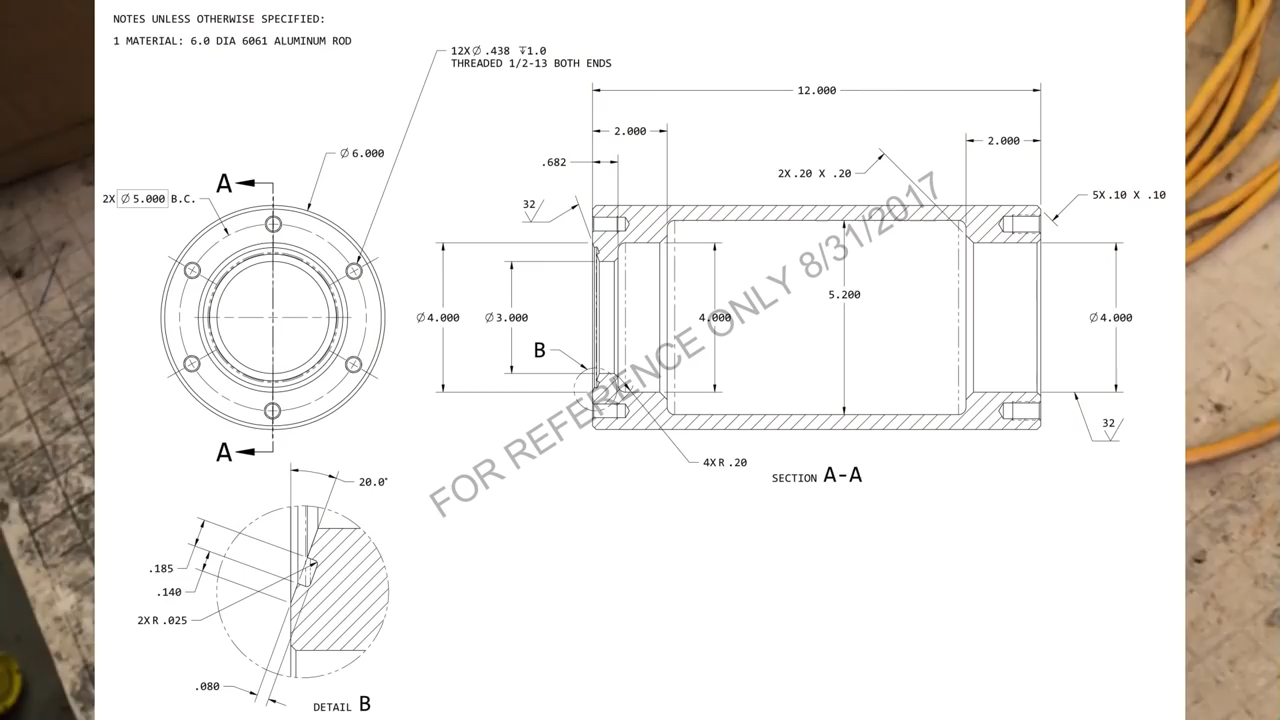 NOTES UNLESS OTHERWISE SPECIFIED:
1 MATERIAL: 6.0 DIA 6061 ALUMINUM ROD
12X Ø .438 ↧1.0
THREADED 1/2-13 BOTH ENDS
12.000
2.000
2.000
.682
Ø 6.000
2X .20 X .20
A
2X Ø 5.000 B.C.
5X .10 X .10
32
5.200
Ø 4.000
Ø 3.000
4.000
Ø 4.000
B
32
A
4X R .20
SECTION A-A
FOR REFERENCE ONLY 8/31/2017
20.0°
.185
.140
2X R .025
.080
DETAIL B